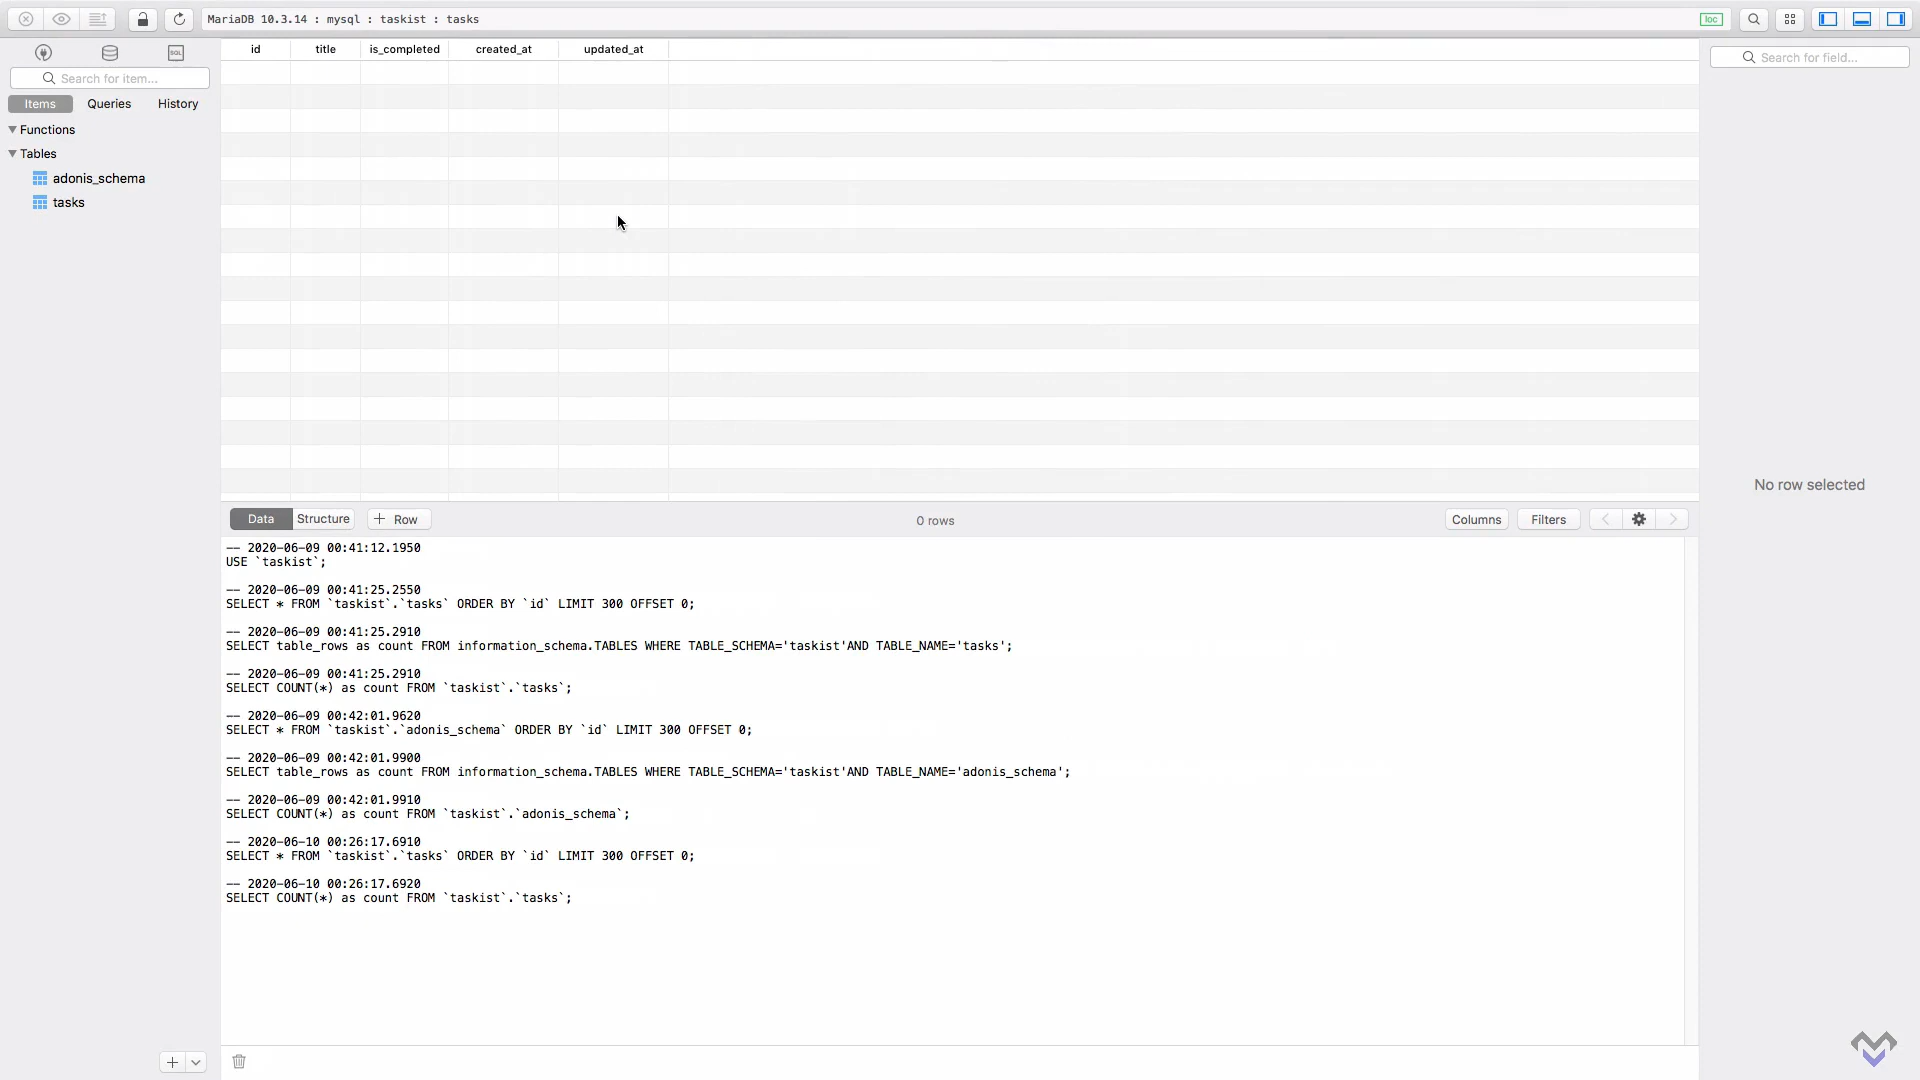 MariaDB 10.3.14 : mysql : taskist : tasks
loc
SQL
Search for item...
Items Queries History
Functions
Tables
adonis_schema
tasks
id title is_completed created_at updated_at
Search for field...
No row selected
Data Structure + Row
0 rows
Columns Filters
-- 2020-06-09 00:41:12.1950
USE `taskist`;
-- 2020-06-09 00:41:25.2550
SELECT * FROM `taskist`.`tasks` ORDER BY `id` LIMIT 300 OFFSET 0;
-- 2020-06-09 00:41:25.2910
SELECT table_rows as count FROM information_schema.TABLES WHERE TABLE_SCHEMA='taskist'AND TABLE_NAME='tasks';
-- 2020-06-09 00:41:25.2910
SELECT COUNT(*) as count FROM `taskist`.`tasks`;
-- 2020-06-09 00:42:01.9620
SELECT * FROM `taskist`.`adonis_schema` ORDER BY `id` LIMIT 300 OFFSET 0;
-- 2020-06-09 00:42:01.9900
SELECT table_rows as count FROM information_schema.TABLES WHERE TABLE_SCHEMA='taskist'AND TABLE_NAME='adonis_schema';
-- 2020-06-09 00:42:01.9910
SELECT COUNT(*) as count FROM `taskist`.`adonis_schema`;
-- 2020-06-10 00:26:17.6910
SELECT * FROM `taskist`.`tasks` ORDER BY `id` LIMIT 300 OFFSET 0;
-- 2020-06-10 00:26:17.6920
SELECT COUNT(*) as count FROM `taskist`.`tasks`;